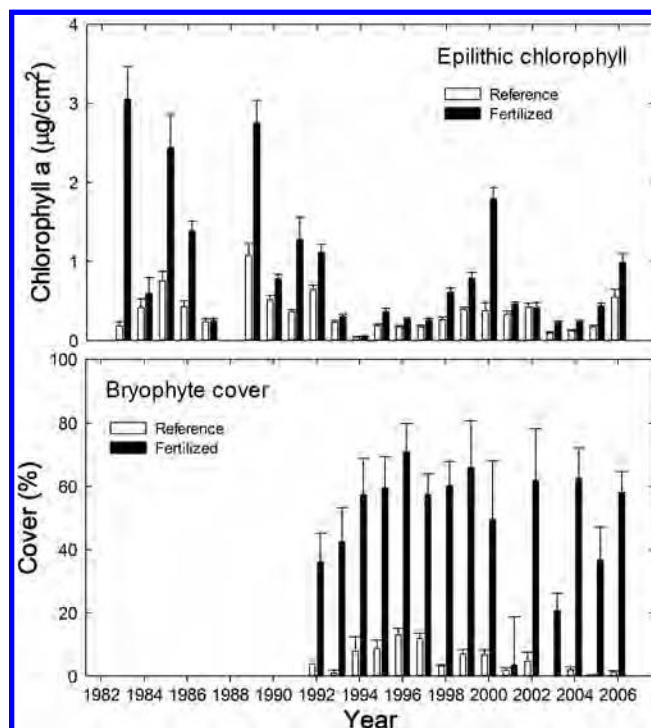 4
3
2
1
0
Chlorophyll a (μg/cm²)
Epilithic chlorophyll
Reference
Fertilized
100
80
60
40
20
0
Cover (%)
Bryophyte cover
Reference
Fertilized
1982 1984 1986 1988 1990 1992 1994 1996 1998 2000 2002 2004 2006
Year